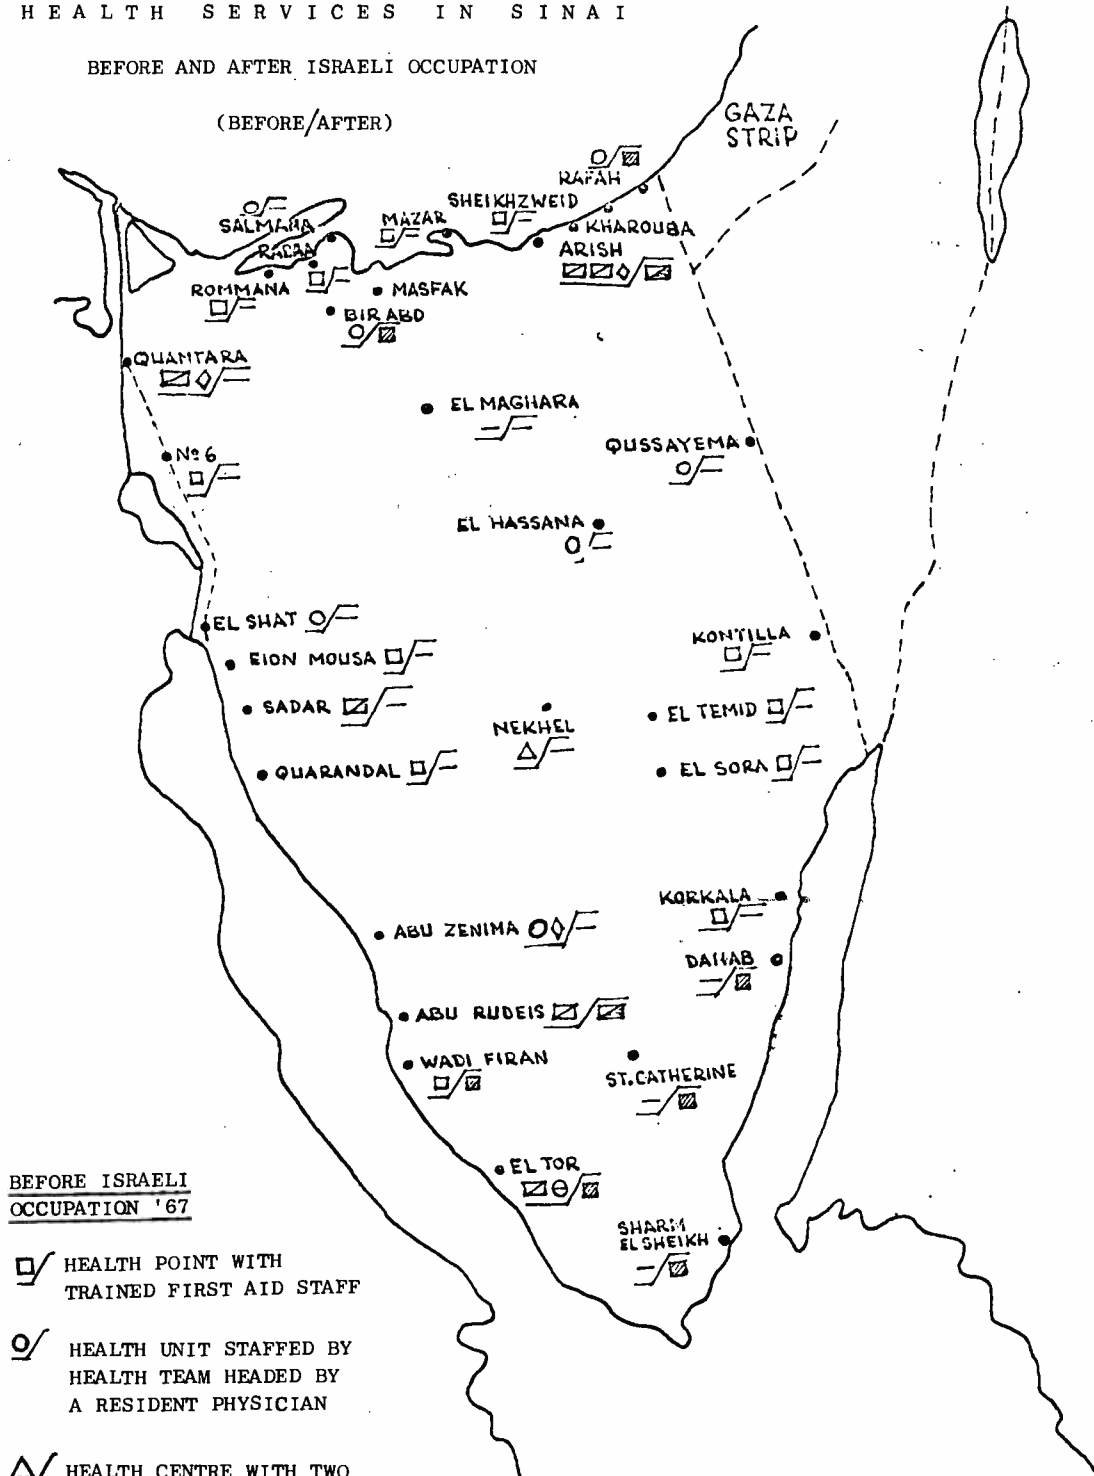 HEALTH SERVICES IN SINAI
BEFORE AND AFTER ISRAELI OCCUPATION
(BEFORE/AFTER)
GAZA
STRIP
RAFAH
SHEIKHZWEID
MAZAR
SALMANA
KHAROUBA
ARISH
RABAA
ROMMANA
MASFAK
BIR ABD
QUANTARA
EL MAGHARA
QUSSAYEMA
Nº 6
EL HASSANA
EL SHAT
KONTILLA
EION MOUSA
SADAR
EL TEMID
NEKHEL
QUARANDAL
EL SORA
KORKALA
ABU ZENIMA
DAHAB
ABU RUDEIS
WADI FIRAN
ST. CATHERINE
EL TOR
SHARM
EL SHEIKH
BEFORE ISRAELI
OCCUPATION '67
HEALTH POINT WITH
TRAINED FIRST AID STAFF
HEALTH UNIT STAFFED BY
HEALTH TEAM HEADED BY
A RESIDENT PHYSICIAN
HEALTH CENTRE WITH TWO